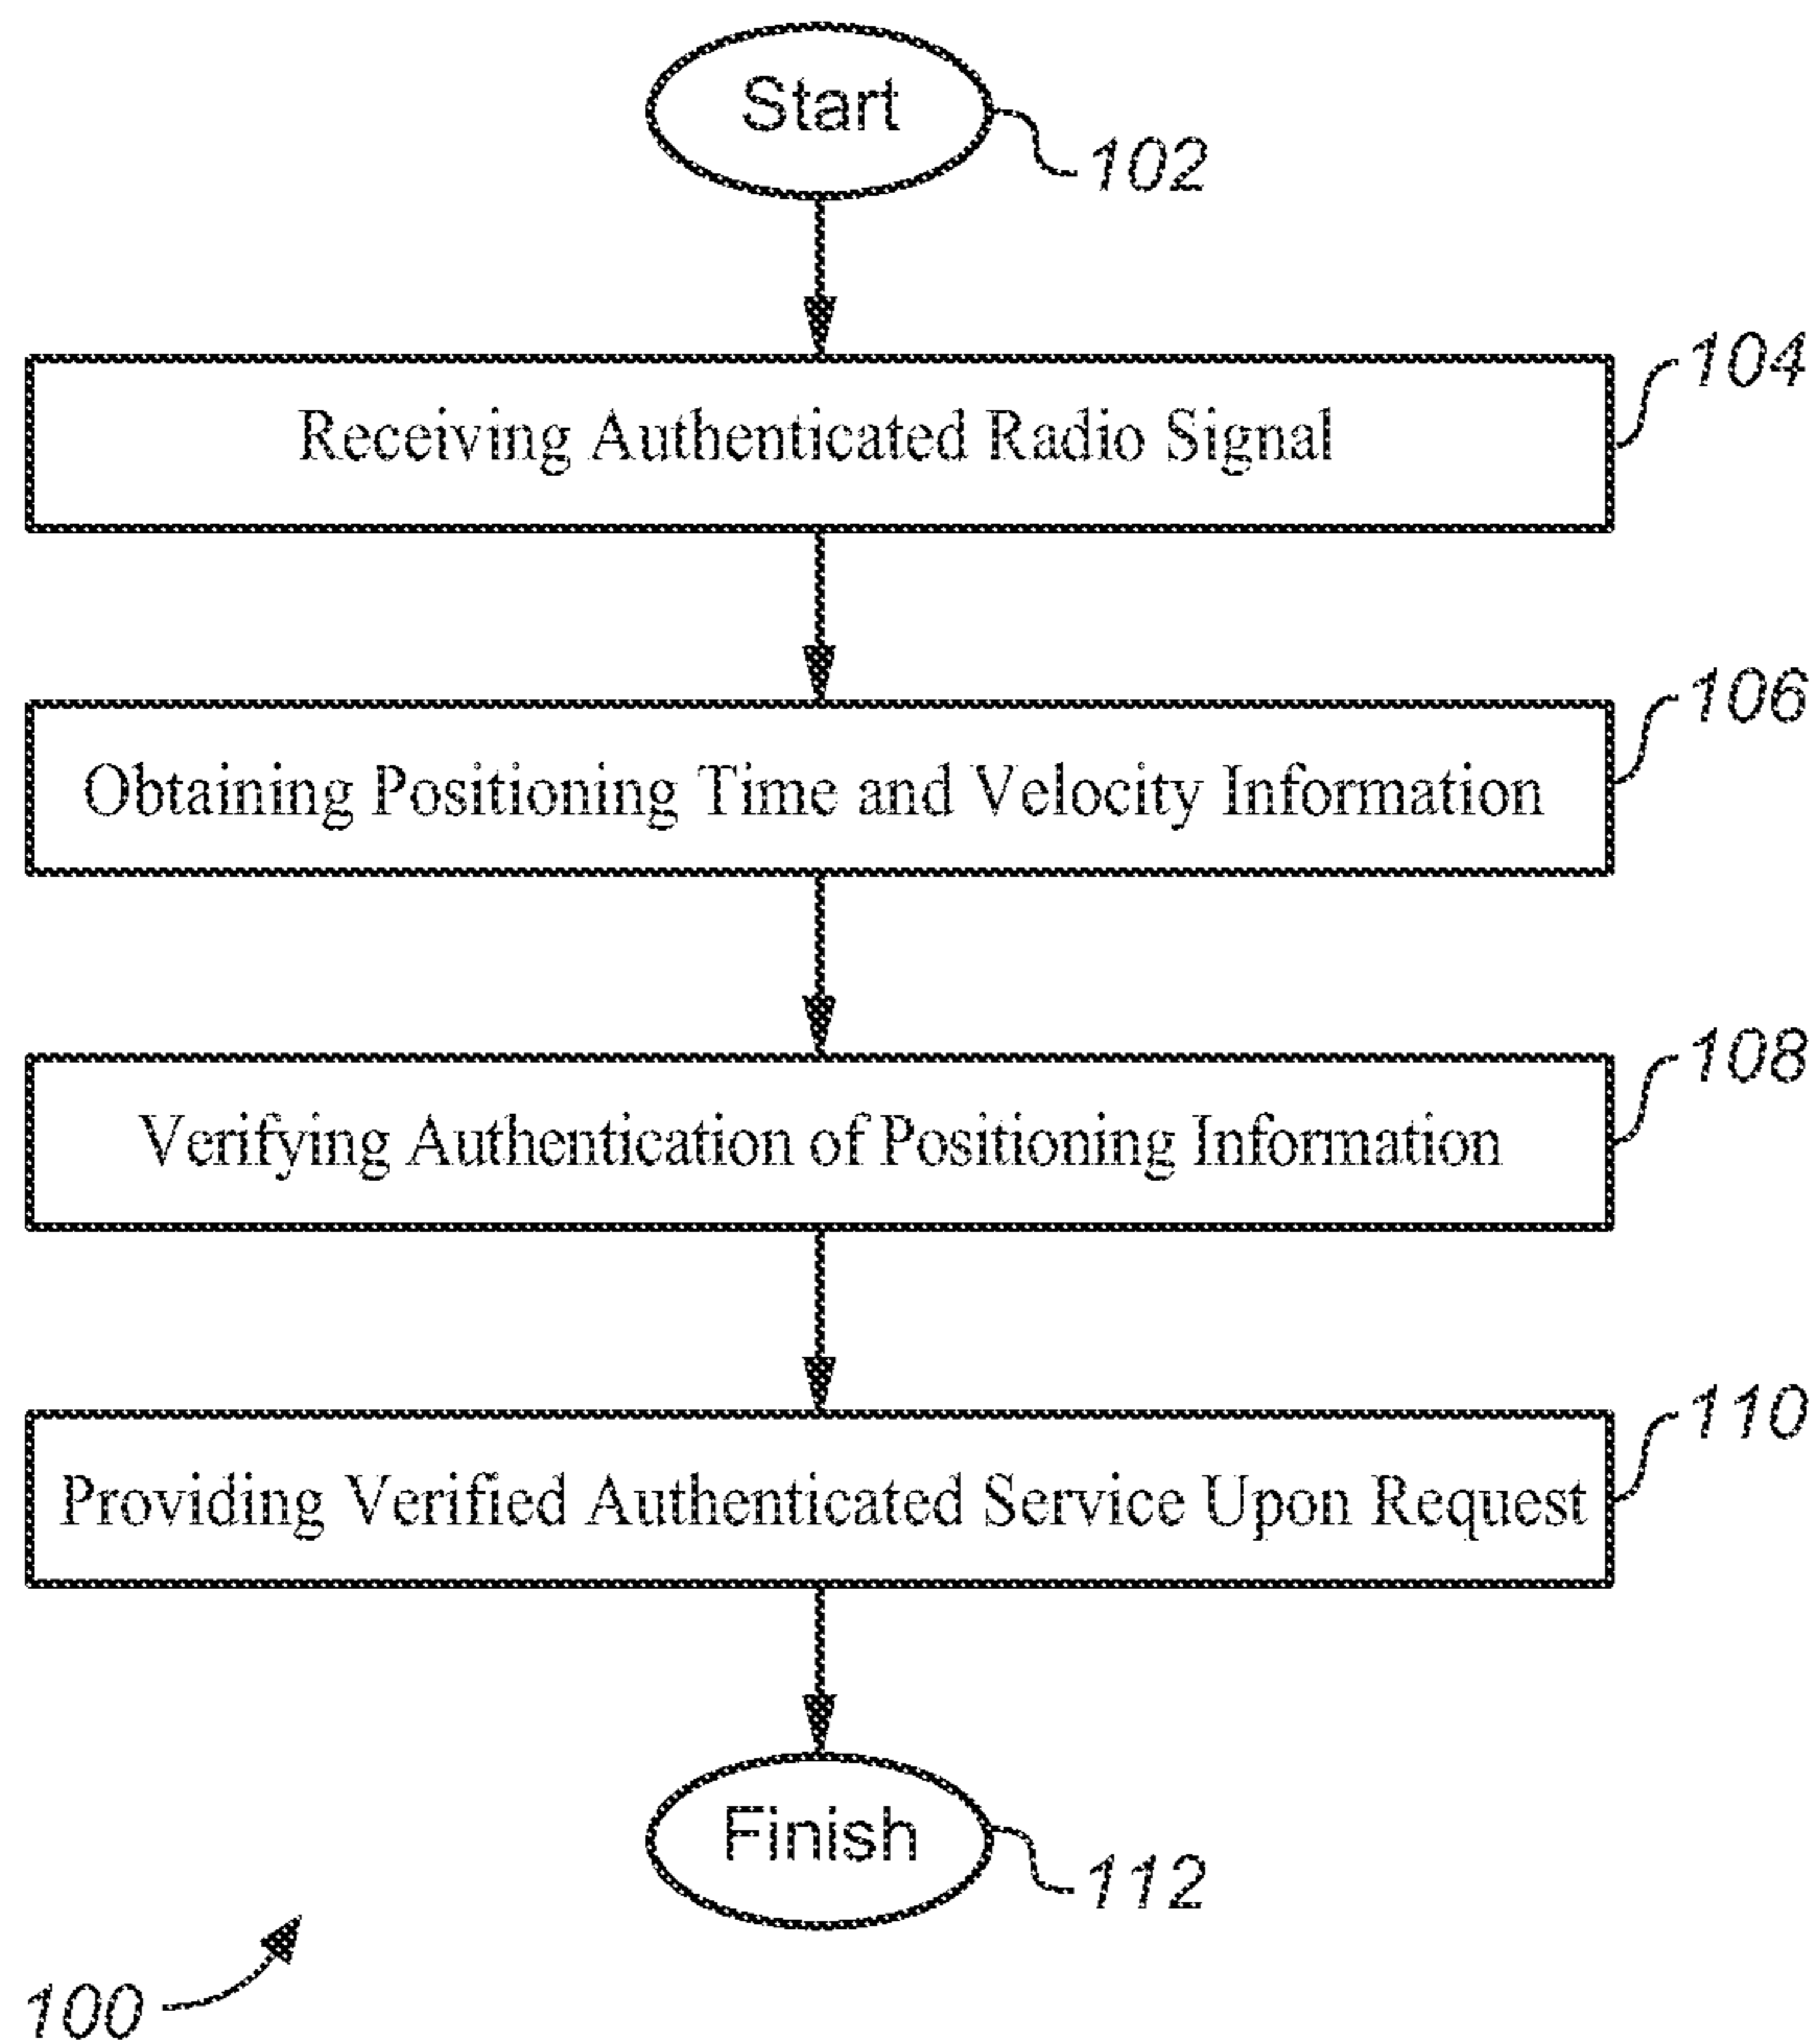 Start
102
104
Receiving Authenticated Radio Signal
106
Obtaining Positioning Time and Velocity Information
108
Verifying Authentication of Positioning Information
110
Providing Verified Authenticated Service Upon Request
Finish
112
100